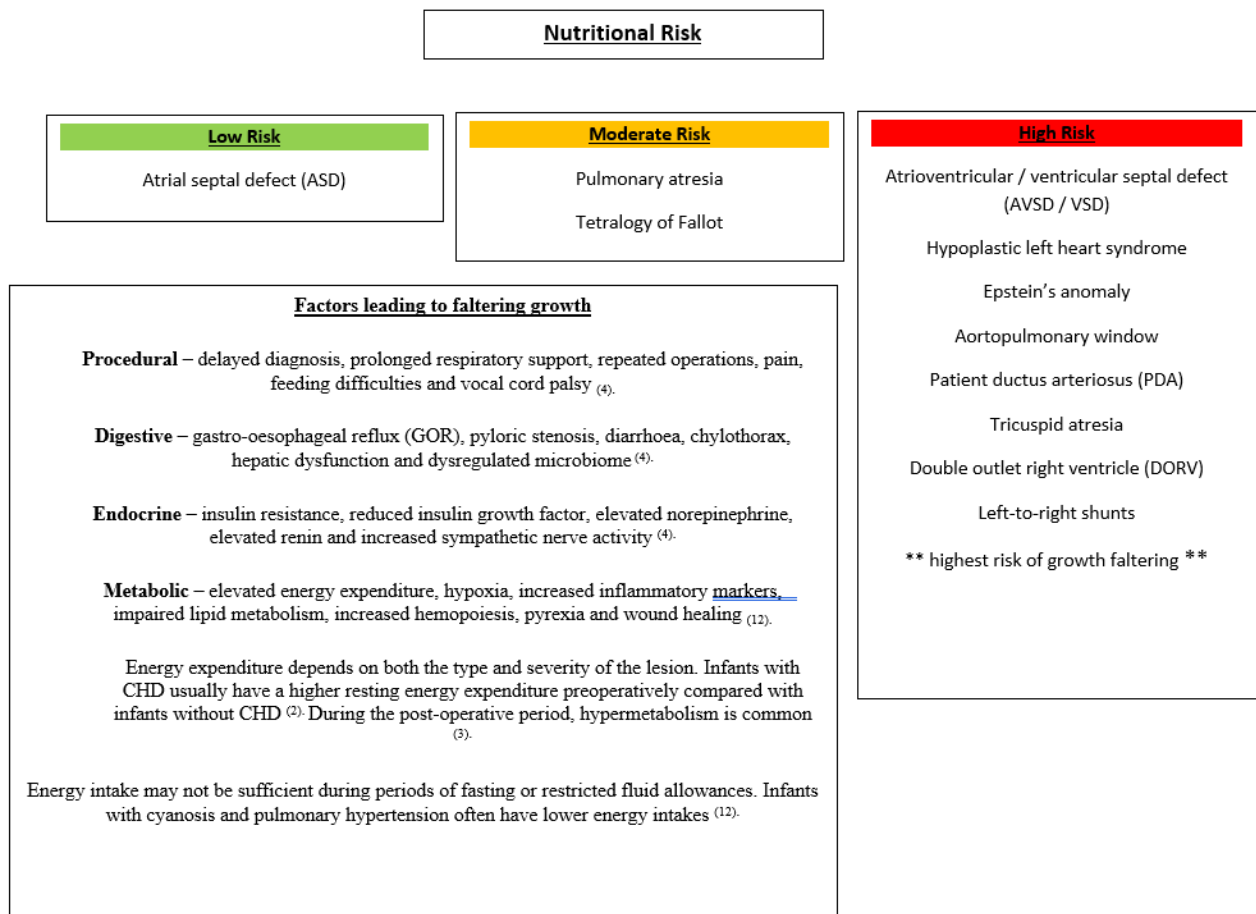 Nutritional Risk
Low Risk
Atrial septal defect (ASD)
Moderate Risk
Pulmonary atresia
Tetralogy of Fallot
High Risk
Atrioventricular / ventricular septal defect
(AVSD / VSD)
Hypoplastic left heart syndrome
Epstein’s anomaly
Aortopulmonary window
Patient ductus arteriosus (PDA)
Tricuspid atresia
Double outlet right ventricle (DORV)
Left-to-right shunts
** highest risk of growth faltering **
Factors leading to faltering growth
Procedural – delayed diagnosis, prolonged respiratory support, repeated operations, pain,
feeding difficulties and vocal cord palsy (4).
Digestive – gastro-oesophageal reflux (GOR), pyloric stenosis, diarrhoea, chylothorax,
hepatic dysfunction and dysregulated microbiome (4).
Endocrine – insulin resistance, reduced insulin growth factor, elevated norepinephrine,
elevated renin and increased sympathetic nerve activity (4).
Metabolic – elevated energy expenditure, hypoxia, increased inflammatory markers,
impaired lipid metabolism, increased hemopoiesis, pyrexia and wound healing (12).
Energy expenditure depends on both the type and severity of the lesion. Infants with
CHD usually have a higher resting energy expenditure preoperatively compared with
infants without CHD (2). During the post-operative period, hypermetabolism is common
(3).
Energy intake may not be sufficient during periods of fasting or restricted fluid allowances. Infants
with cyanosis and pulmonary hypertension often have lower energy intakes (12).